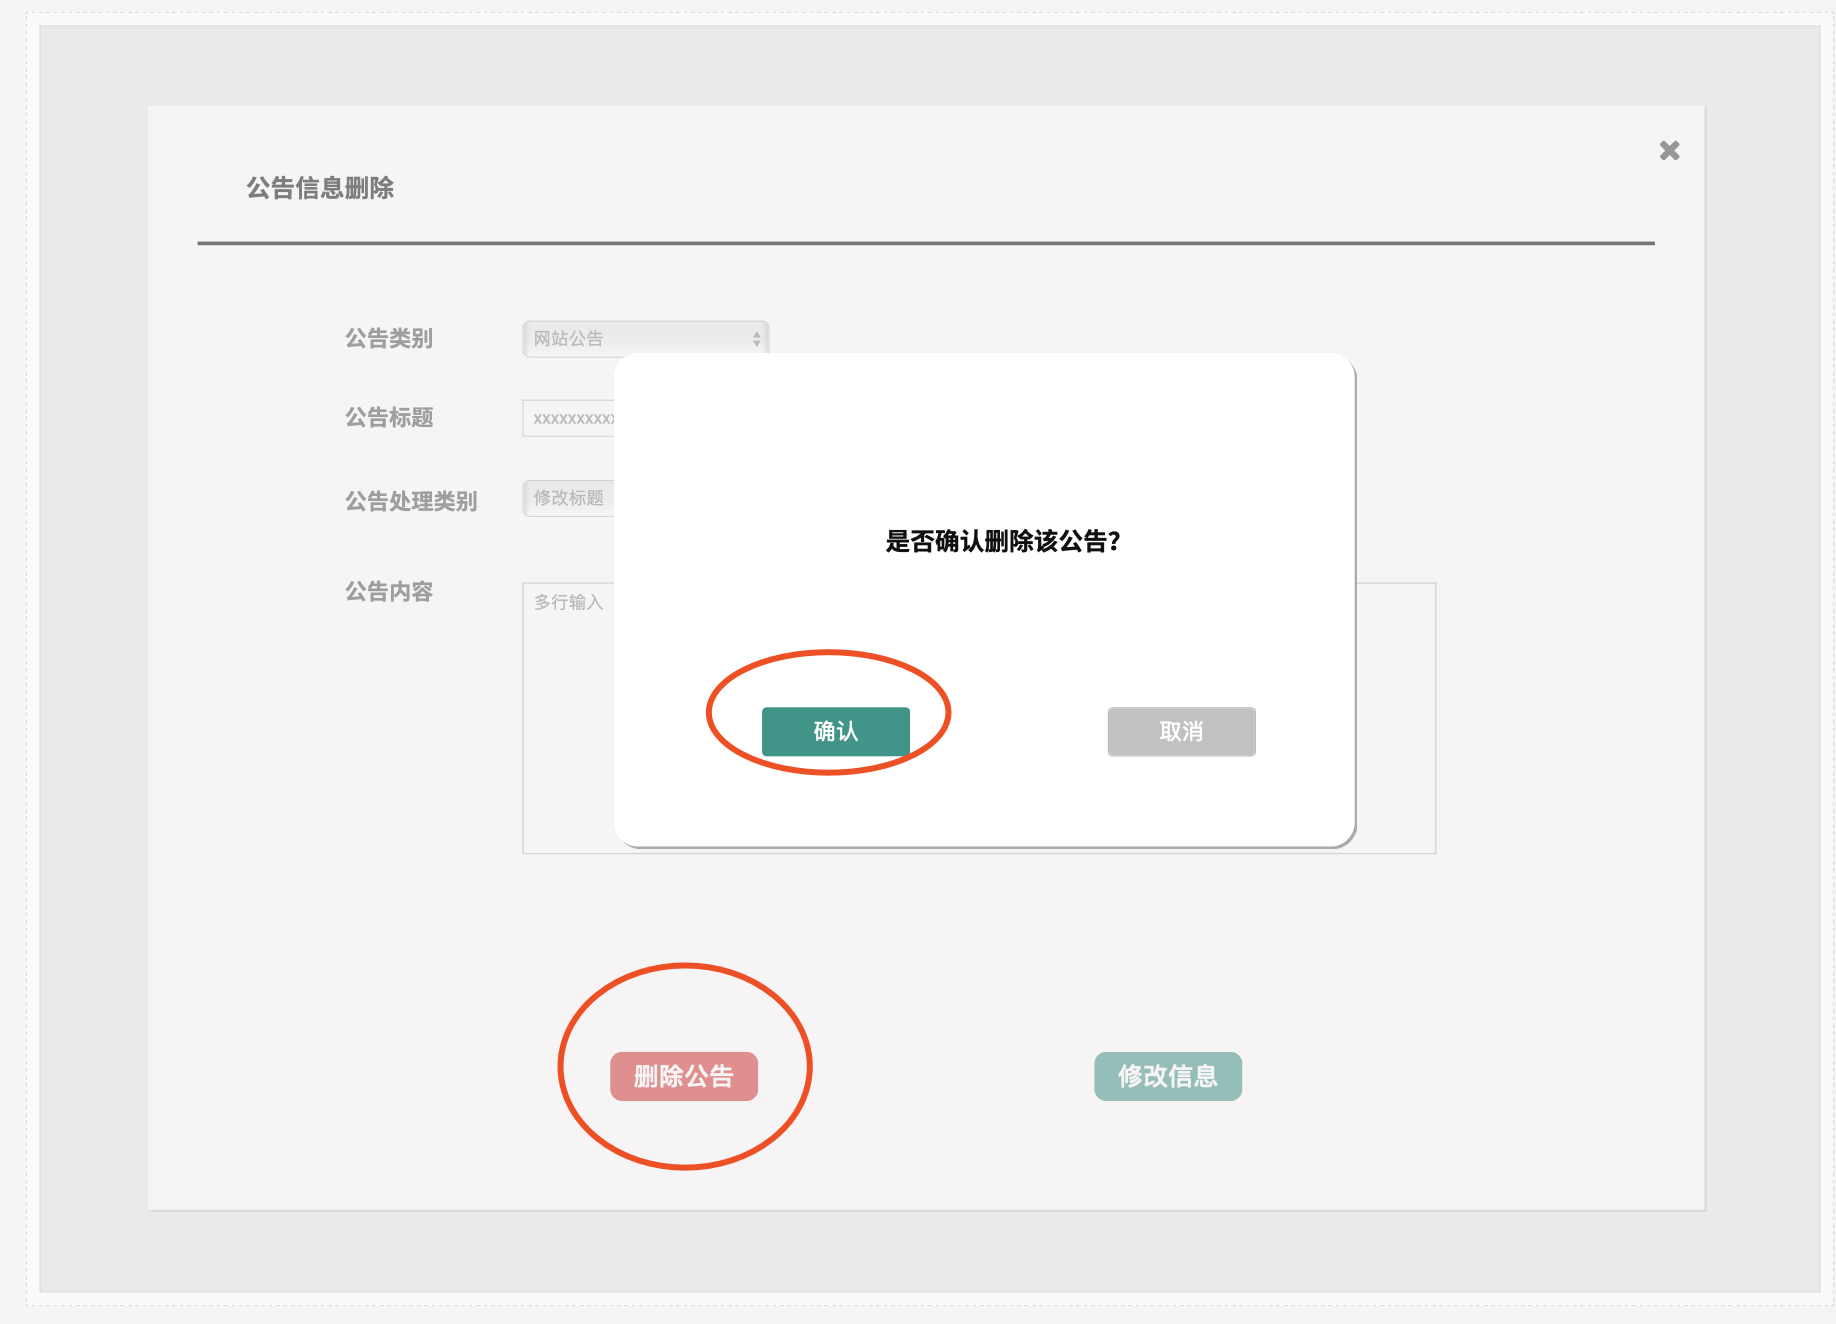 公告信息删除
公告类别
网站公告
公告标题
xxxxxxxxxx
公告处理类别
修改标题
公告内容
多行输入
是否确认删除该公告?
确认
取消
删除公告
修改信息